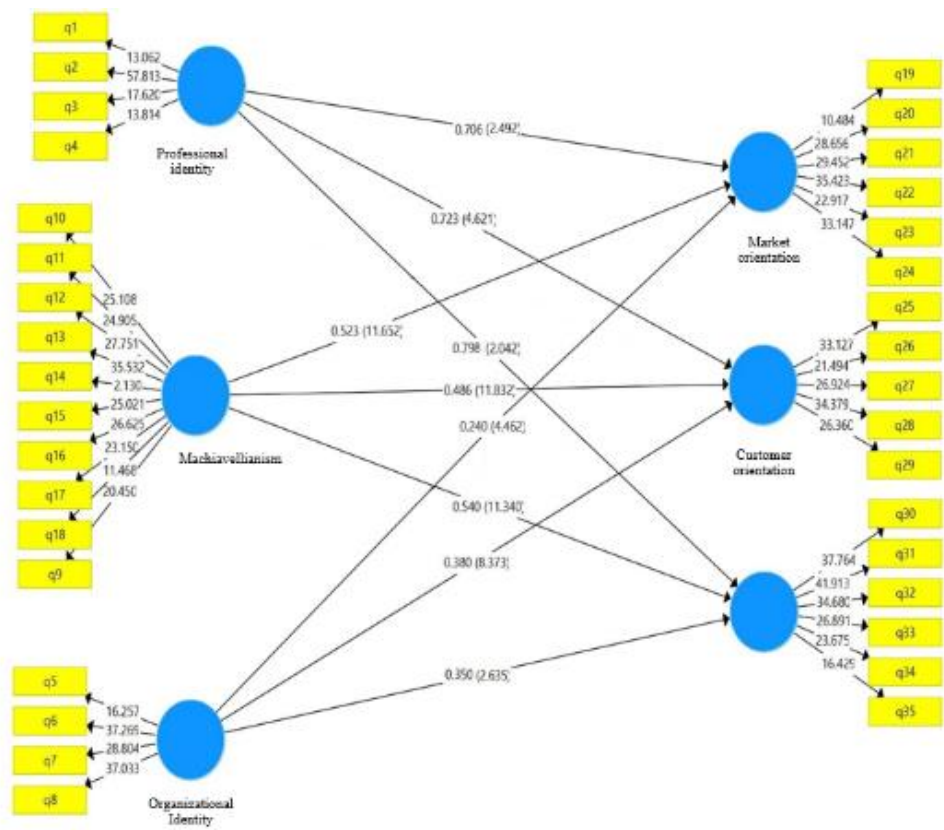 q1
q2
q3
q4
13.062
57.813
17.620
13.814
Professional
identity
q10
q11
q12
q13
q14
q15
q16
q17
q18
q9
25.108
24.905
27.751
35.532
2.130
25.021
26.625
23.150
11.468
20.450
Machiavellianism
q5
q6
q7
q8
16.257
37.265
28.804
37.033
Organizational
Identity
0.706 (2.492)
0.723 (4.621)
0.523 (11.652)
0.798 (2.042)
0.486 (11.832)
0.240 (4.462)
0.540 (11.340)
0.380 (8.373)
0.350 (2.635)
10.484
28.656
29.452
35.423
22.917
33.147
Market
orientation
q19
q20
q21
q22
q23
q24
33.127
21.494
26.924
34.379
26.360
Customer
orientation
q25
q26
q27
q28
q29
37.764
41.913
34.680
26.891
23.675
16.425
q30
q31
q32
q33
q34
q35